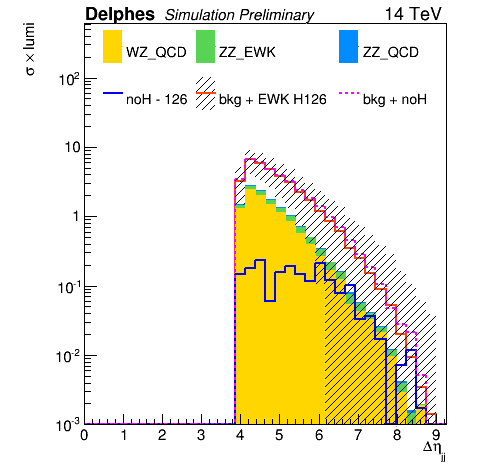 Delphes Simulation Preliminary 14 TeV
σ × lumi
WZ_QCD ZZ_EWK ZZ_QCD
noH - 126 bkg + EWK H126 bkg + noH
10²
10
1
10⁻¹
10⁻²
10⁻³
0 1 2 3 4 5 6 7 8 9
Δη_jj